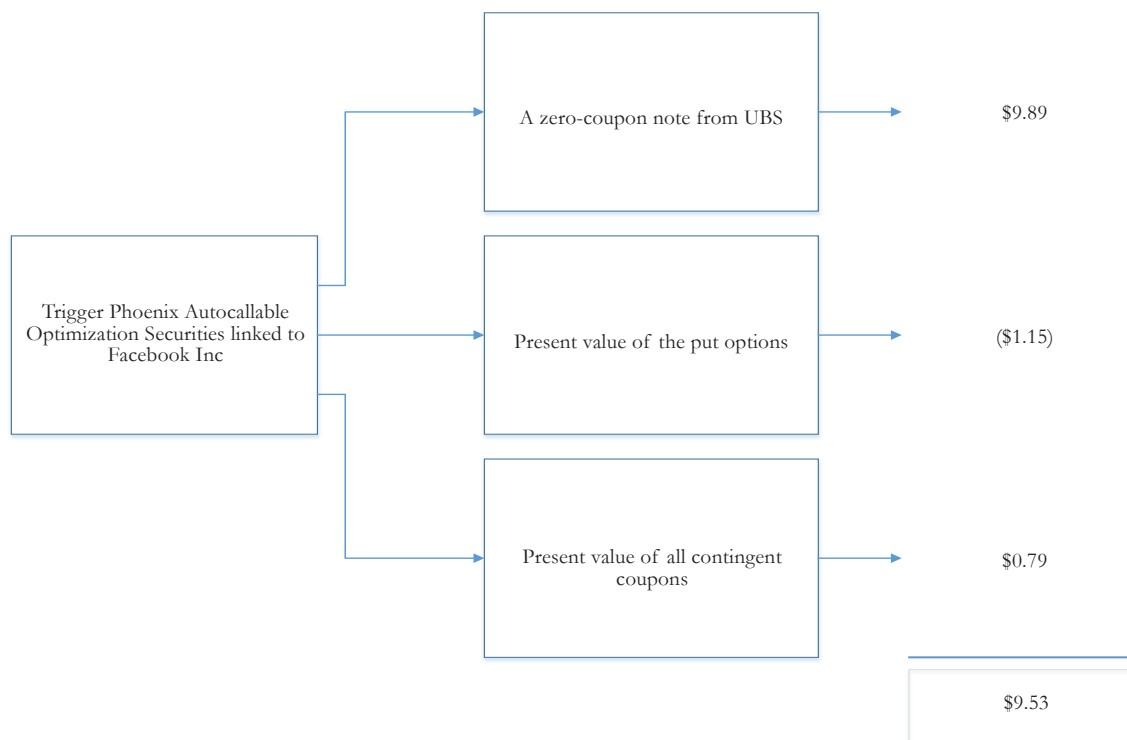 A zero-coupon note from UBS
$9.89
Trigger Phoenix Autocallable
Optimization Securities linked to
Facebook Inc
Present value of the put options
($1.15)
Present value of all contingent
coupons
$0.79
$9.53